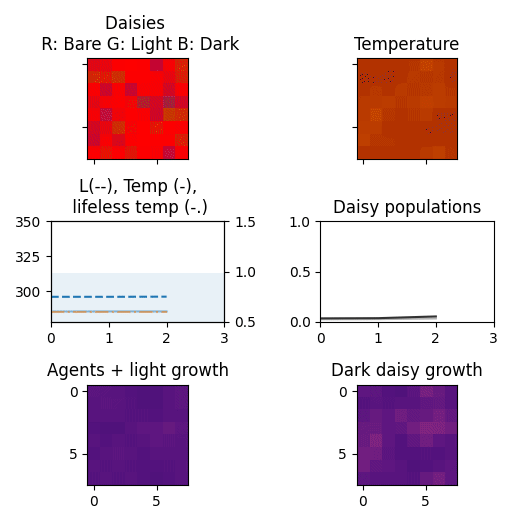 Daisies
R: Bare G: Light B: Dark
Temperature
L(--), Temp (-),
lifeless temp (-.)
350
325
300
1.5
1.0
0.5
0 1 2 3
Daisy populations
1.0
0.5
0.0
0 1 2 3
Agents + light growth
0
5
0 5
Dark daisy growth
0
5
0 5